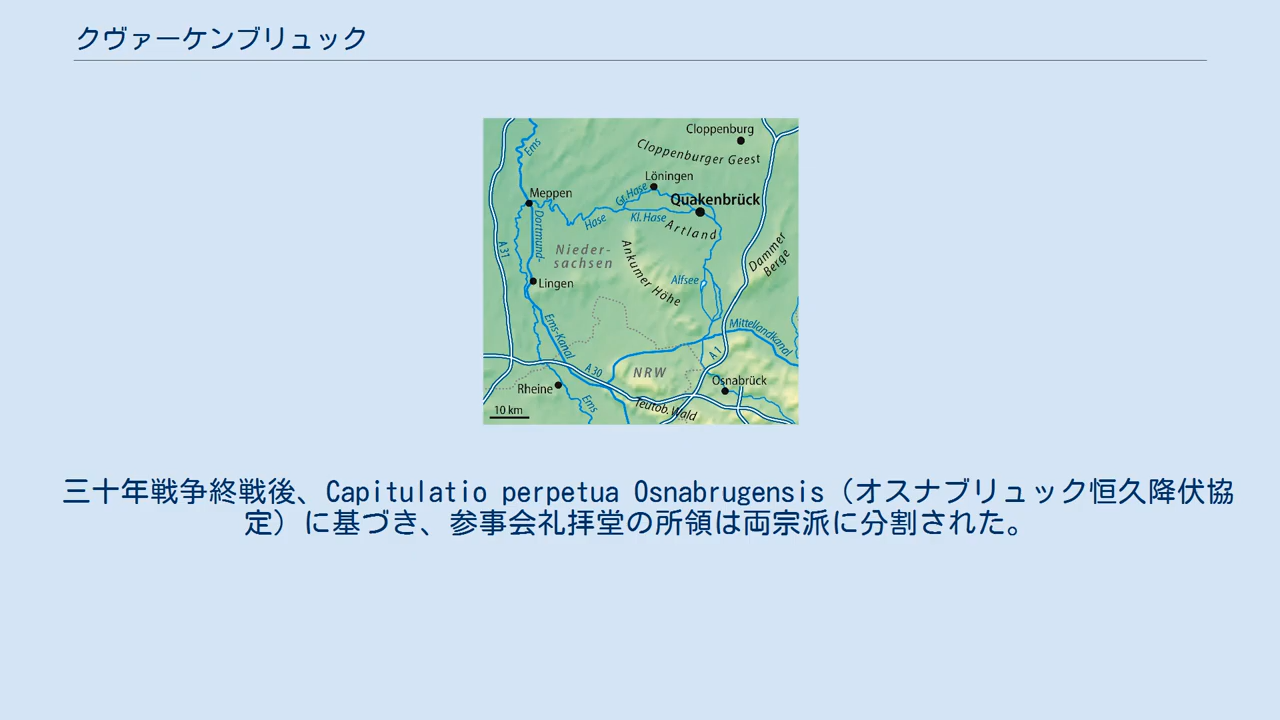 クヴァーケンブリュック
Cloppenburg
Cloppenburger Geest
Ems
Löningen
Meppen
Gr. Hase
Quakenbrück
Hase
Kl. Hase
Artland
Dortmund-
A 31
Nieder-
sachsen
Ankumer Höhe
Dammer
Berge
Alfsee
Lingen
Ems-Kanal
Mittellandkanal
A 1
A 30
NRW
Osnabrück
Rheine
Ems
Teutob. Wald
10 km
三十年戦争終戦後、Capitulatio perpetua Osnabrugensis（オスナブリュック恒久降伏協
定）に基づき、参事会礼拝堂の所領は両宗派に分割された。